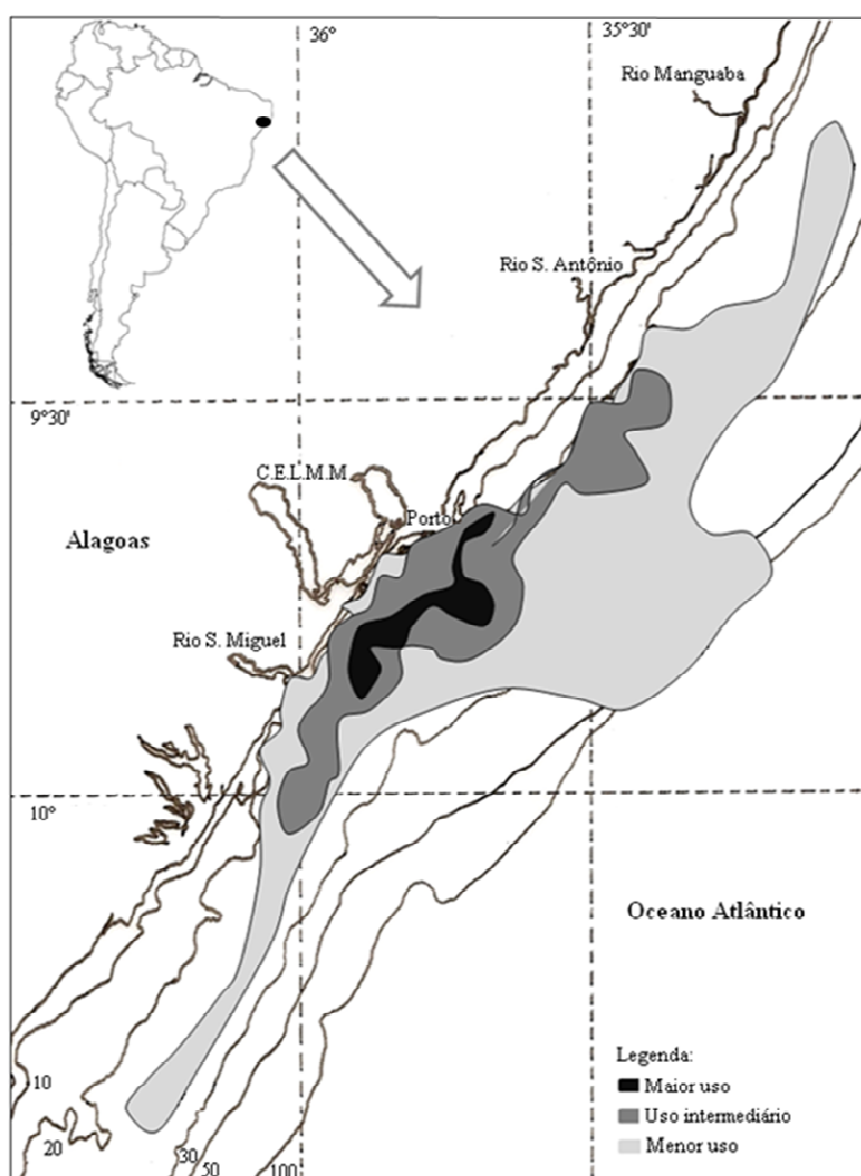 36°
35°30'
Rio Manguaba
Rio S. Antônio
9°30'
C.E.L.M.M.
Porto
Alagoas
Rio S. Miguel
10°
Oceano Atlântico
Legenda:
Maior uso
Uso intermediário
Menor uso
10
20
30
50
100